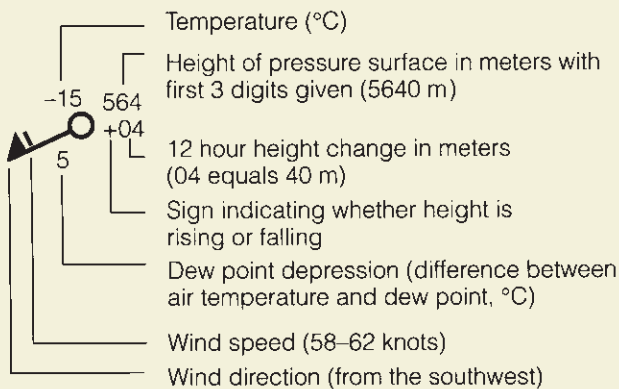 Temperature (°C)
Height of pressure surface in meters with
first 3 digits given (5640 m)
–15 564
+04
5
12 hour height change in meters
(04 equals 40 m)
Sign indicating whether height is
rising or falling
Dew point depression (difference between
air temperature and dew point, °C)
Wind speed (58–62 knots)
Wind direction (from the southwest)